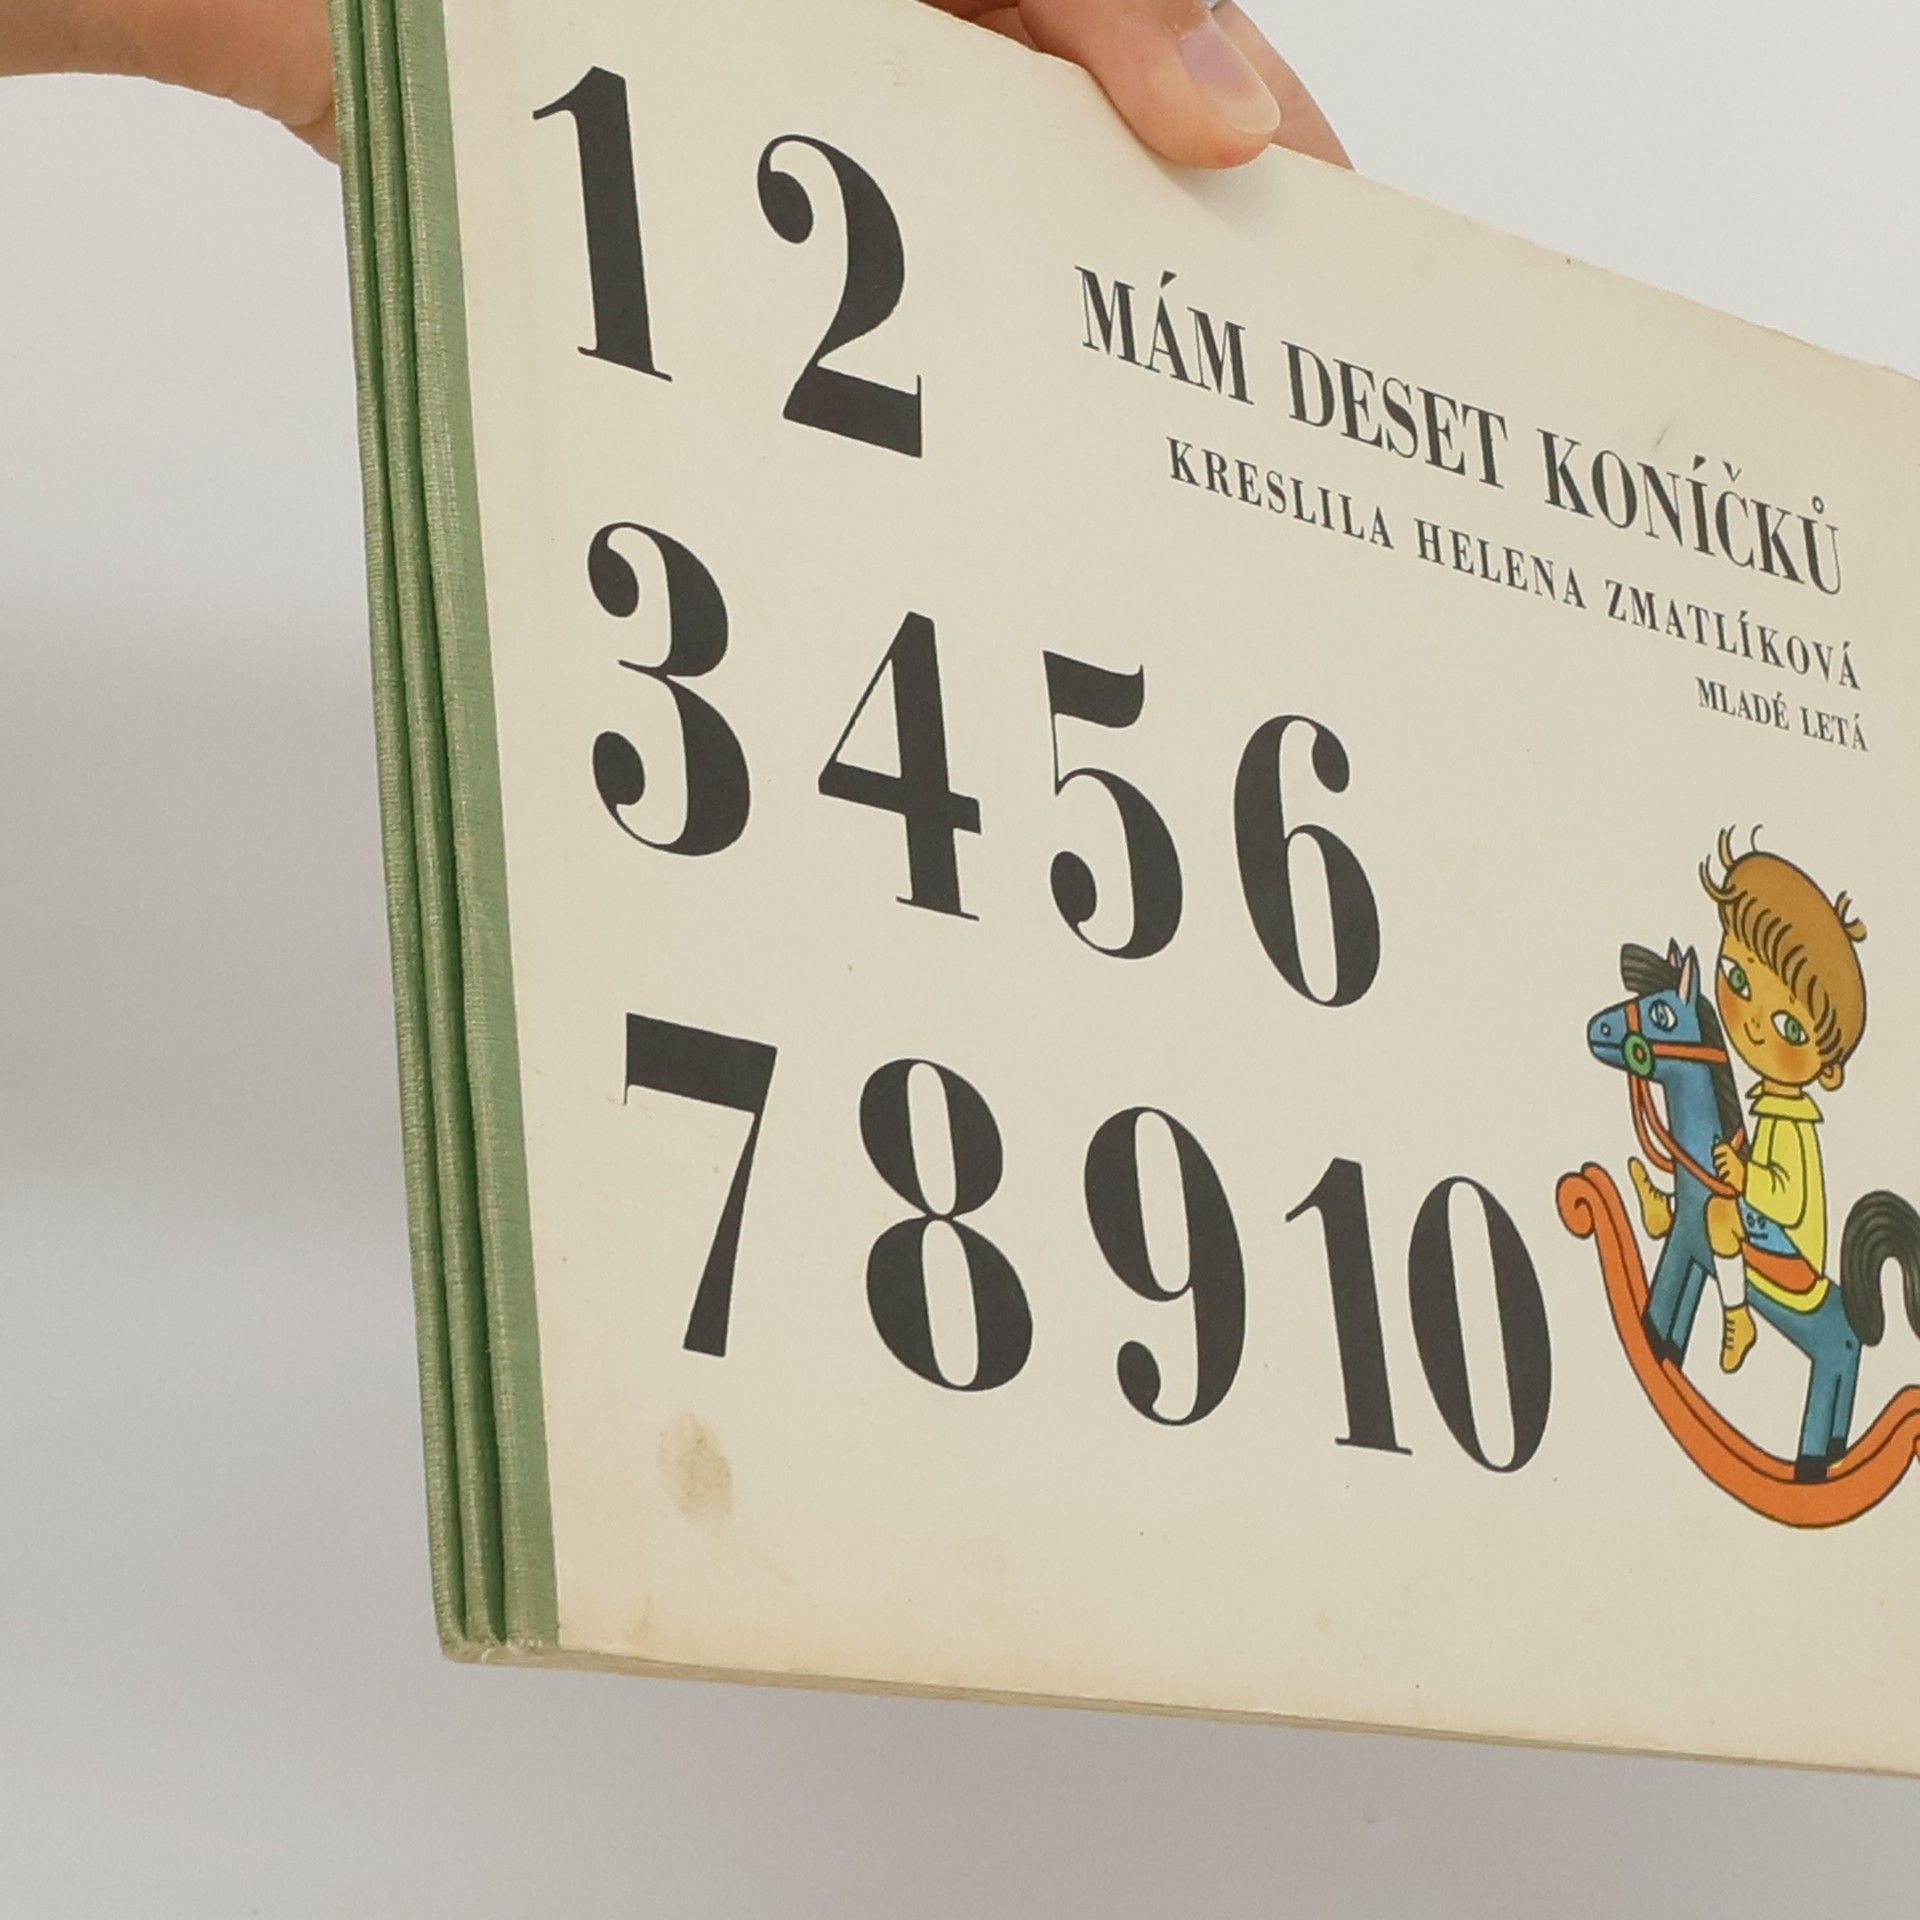 1 2
MÁM DESET KONÍČKŮ
KRESLILA HELENA ZMATLÍKOVÁ
MLADÉ LETÁ
3 4 5 6
7 8 9 10